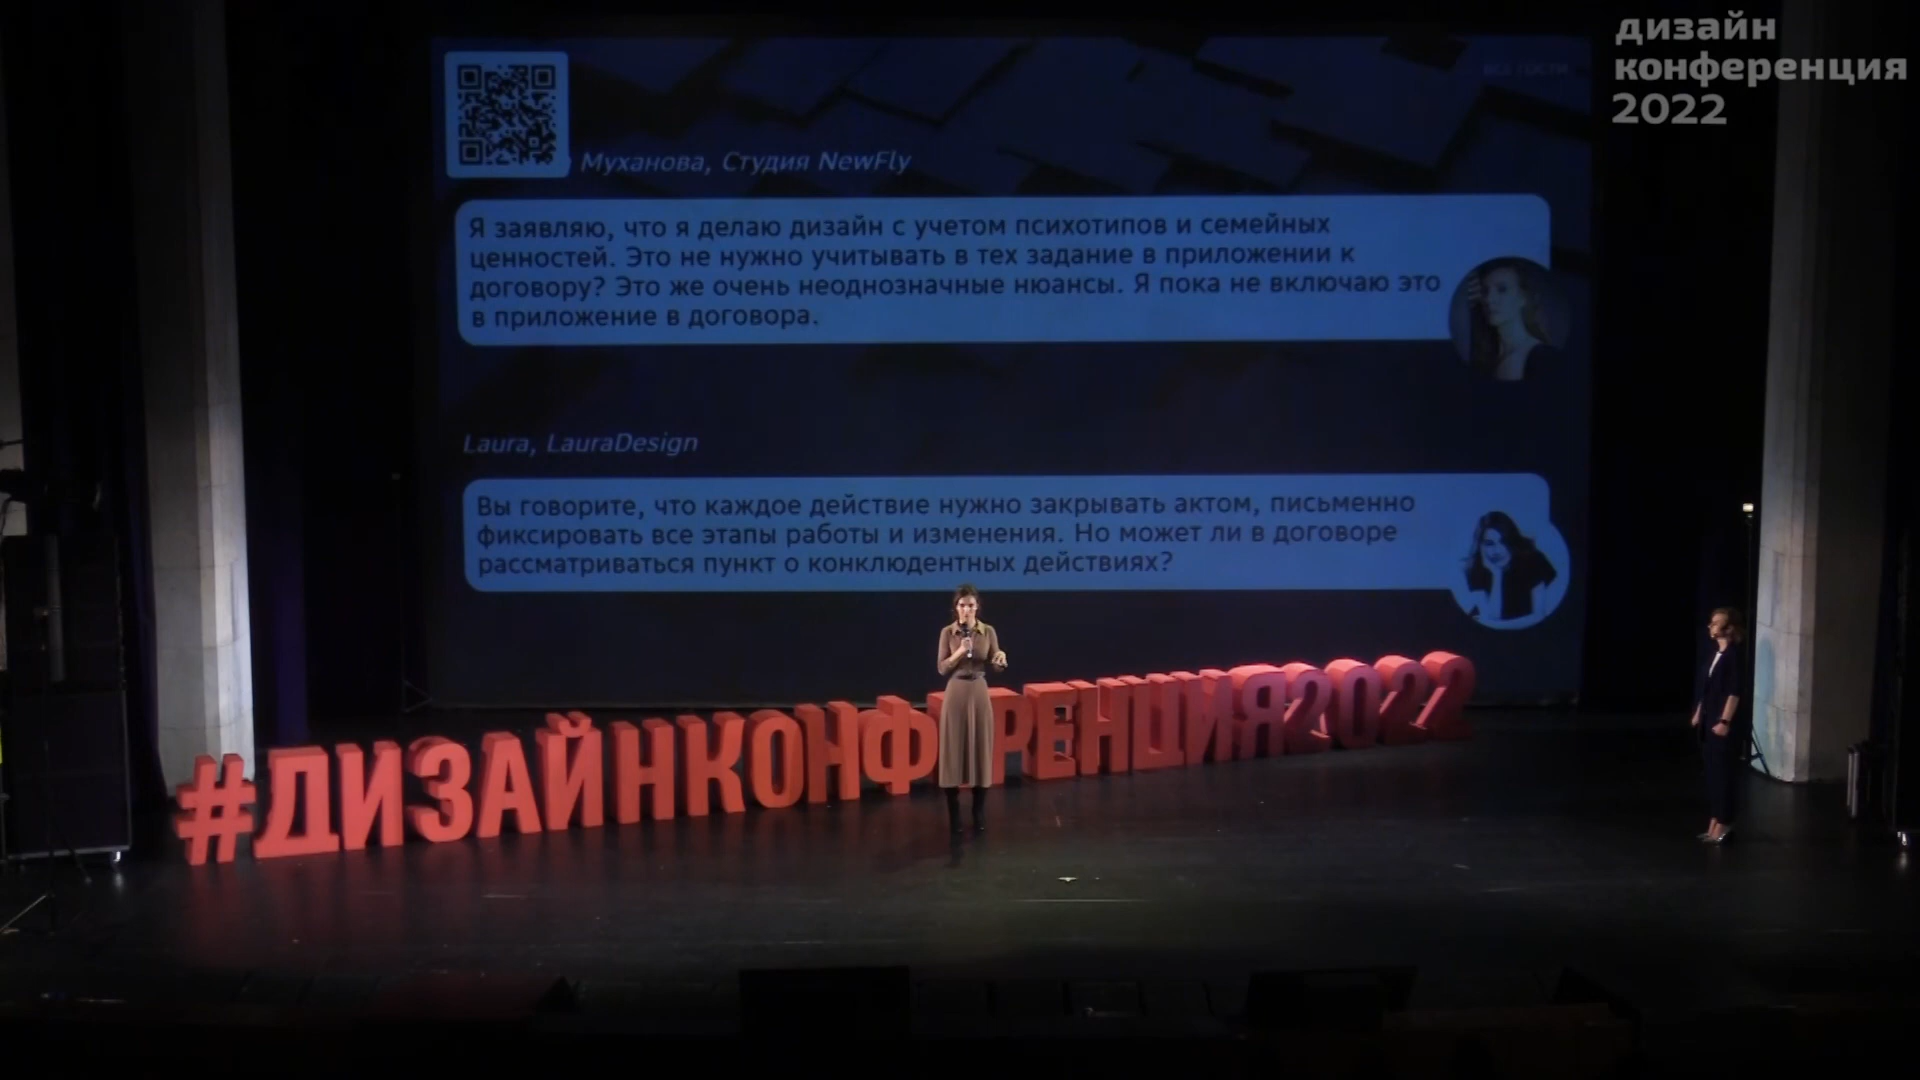 дизайн
конференция
2022
Муханова, Студия NewFly
Я заявляю, что я делаю дизайн с учетом психотипов и семейных
ценностей. Это не нужно учитывать в тех задание в приложении к
договору? Это же очень неоднозначные нюансы. Я пока не включаю это
в приложение в договора.
Laura, LauraDesign
Вы говорите, что каждое действие нужно закрывать актом, письменно
фиксировать все этапы работы и изменения. Но может ли в договоре
рассматриваться пункт о конклюдентных действиях?
#ДИЗАЙНКОНФЕРЕНЦИЯ2022